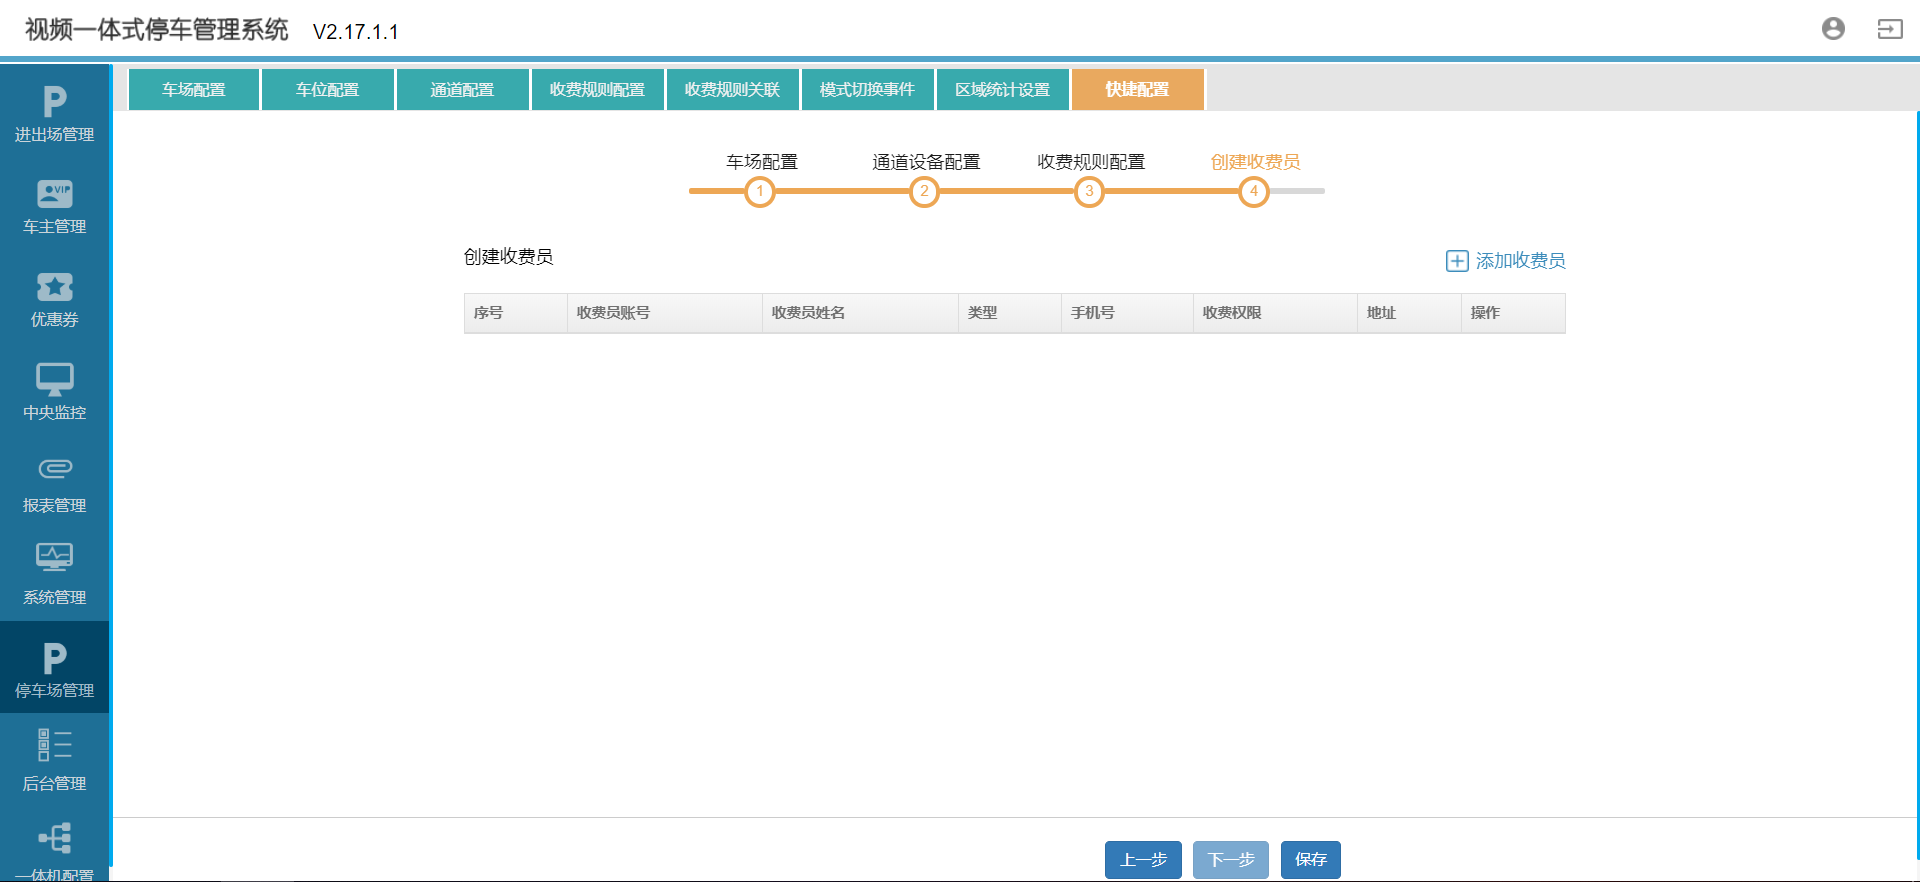 视频一体式停车管理系统 V2.17.1.1
车场配置 车位配置 通道配置 收费规则配置 收费规则关联 模式切换事件 区域统计设置 快捷配置
P
进出场管理
VIP
车主管理
优惠券
中央监控
报表管理
系统管理
P
停车场管理
后台管理
一体机配置
车场配置 通道设备配置 收费规则配置 创建收费员
1 2 3 4
创建收费员 添加收费员
序号 收费员账号 收费员姓名 类型 手机号 收费权限 地址 操作
上一步 下一步 保存